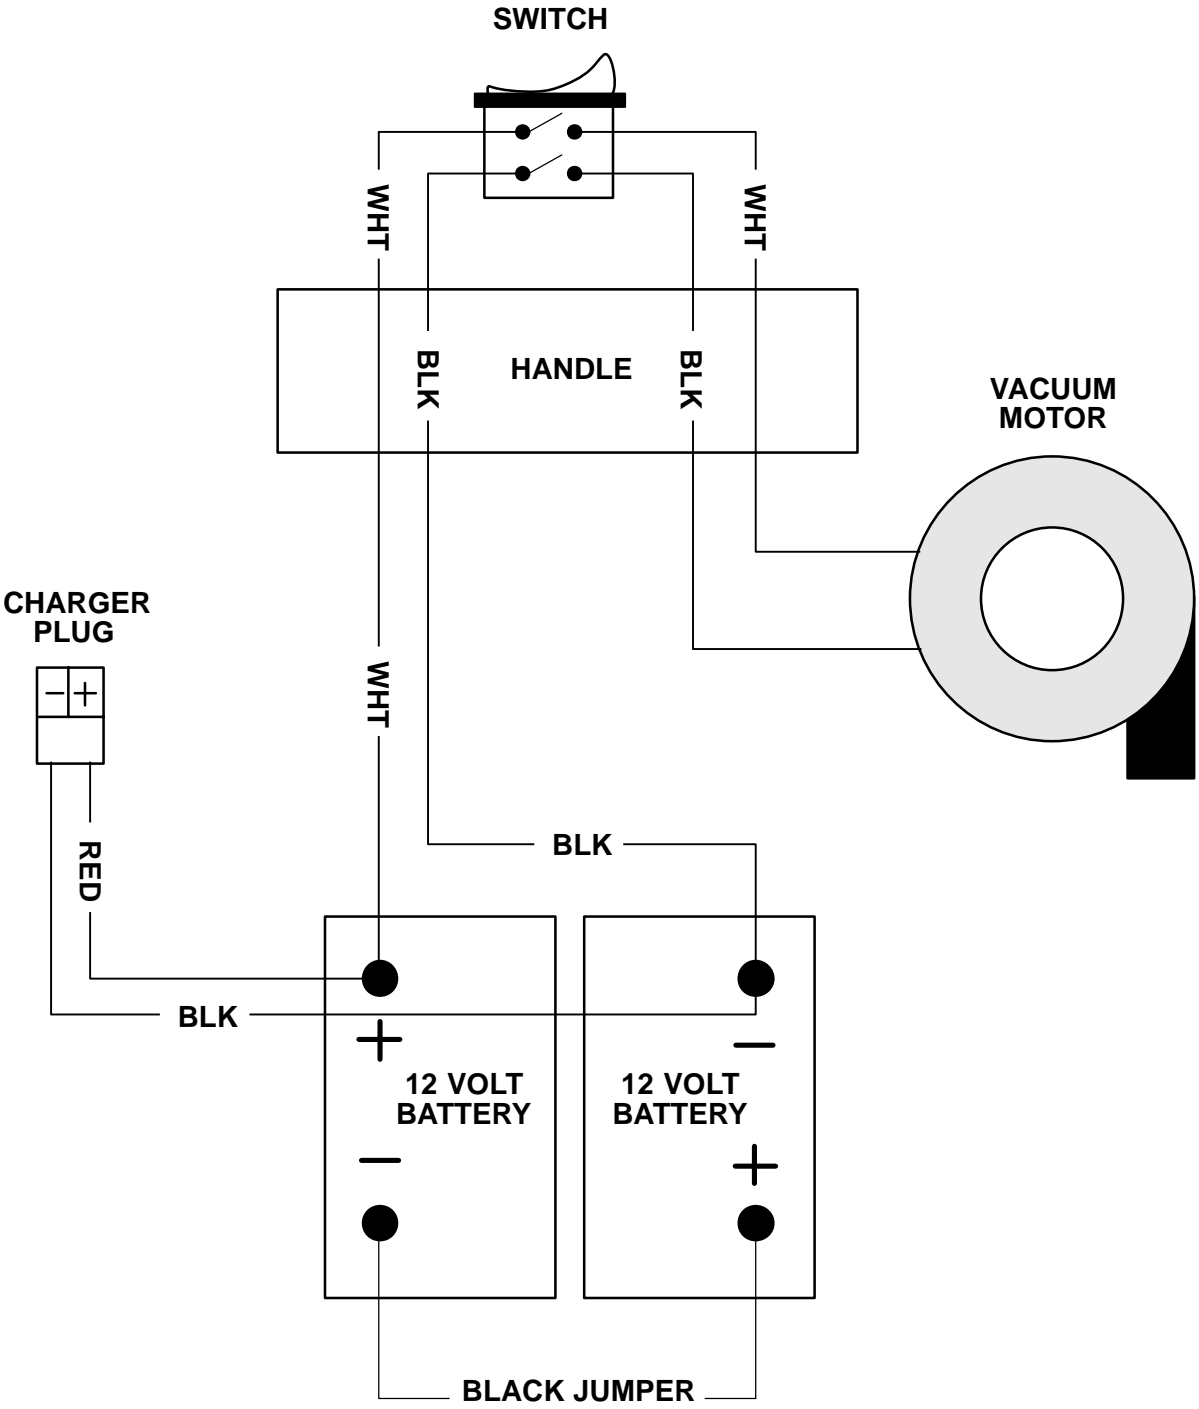 SWITCH
WHT
WHT
BLK
HANDLE
BLK
VACUUM
MOTOR
CHARGER
PLUG
− +
WHT
RED
BLK
BLK
+
−
12 VOLT
BATTERY
12 VOLT
BATTERY
−
+
BLACK JUMPER